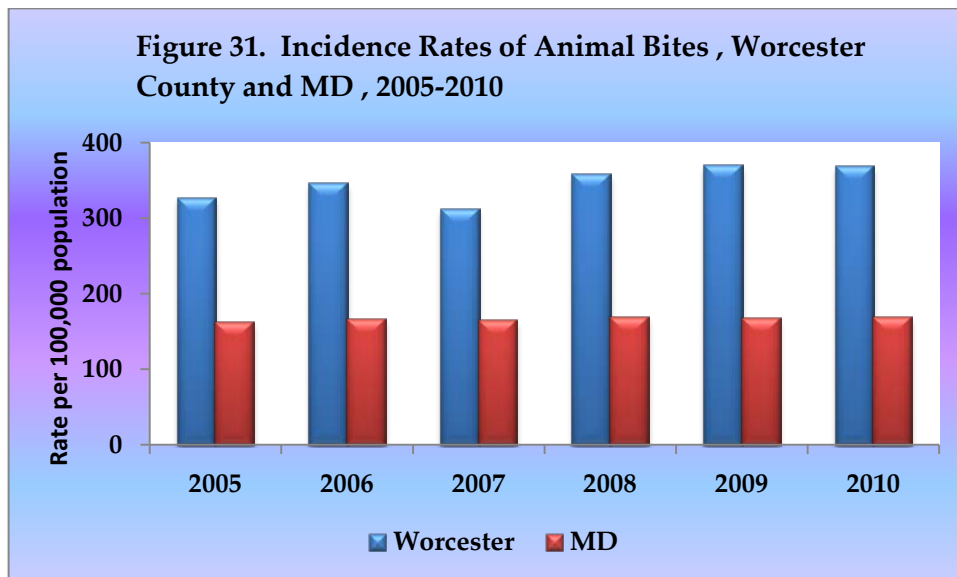 Figure 31.  Incidence Rates of Animal Bites , Worcester
County and MD , 2005-2010
Rate per 100,000 population
400
300
200
100
0
2005 2006 2007 2008 2009 2010
Worcester MD